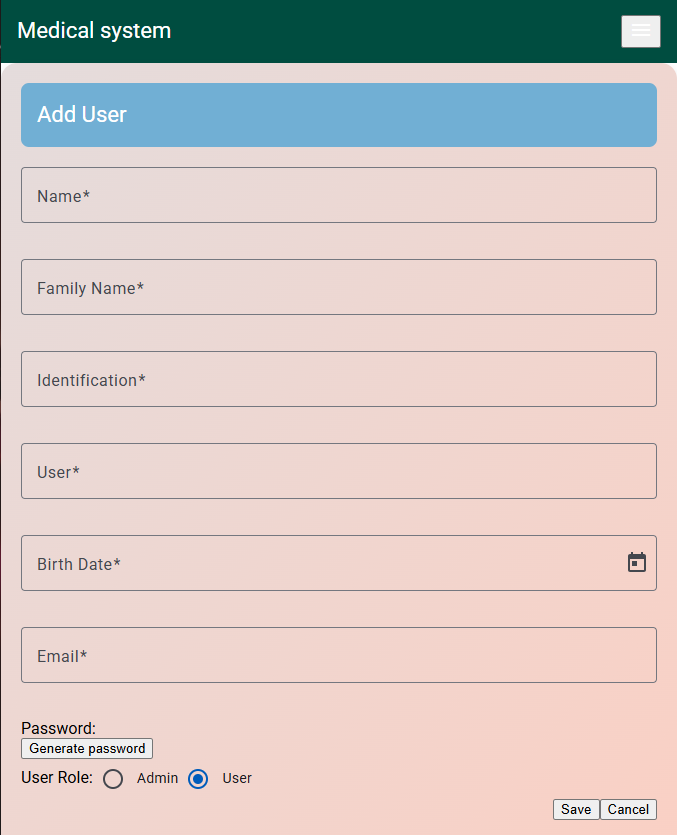 Medical system
Add User
Name*
Family Name*
Identification*
User*
Birth Date*
Email*
Password:
Generate password
User Role: Admin User
Save Cancel